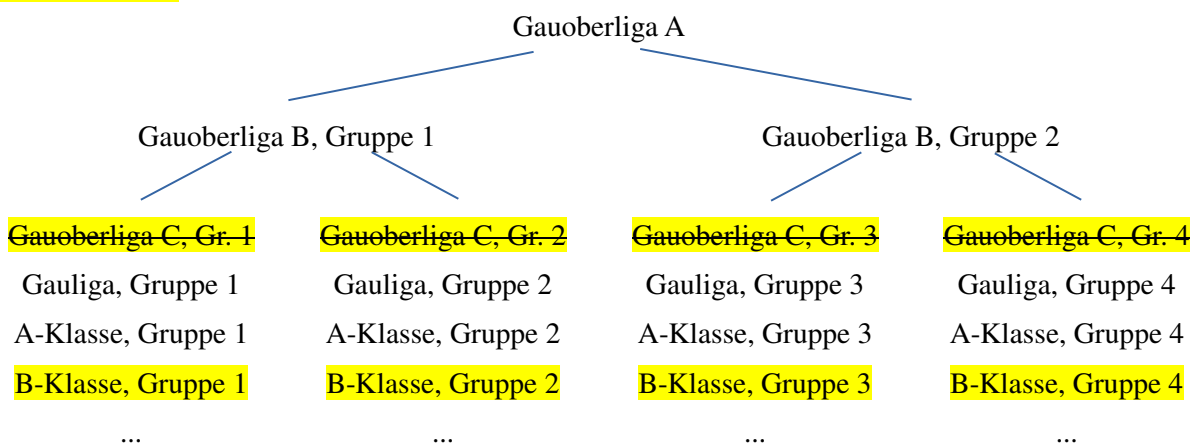 Gauoberliga A
Gauoberliga B, Gruppe 1 Gauoberliga B, Gruppe 2
Gauoberliga C, Gr. 1 Gauoberliga C, Gr. 2 Gauoberliga C, Gr. 3 Gauoberliga C, Gr. 4
Gauliga, Gruppe 1 Gauliga, Gruppe 2 Gauliga, Gruppe 3 Gauliga, Gruppe 4
A-Klasse, Gruppe 1 A-Klasse, Gruppe 2 A-Klasse, Gruppe 3 A-Klasse, Gruppe 4
B-Klasse, Gruppe 1 B-Klasse, Gruppe 2 B-Klasse, Gruppe 3 B-Klasse, Gruppe 4
... ... ... ...